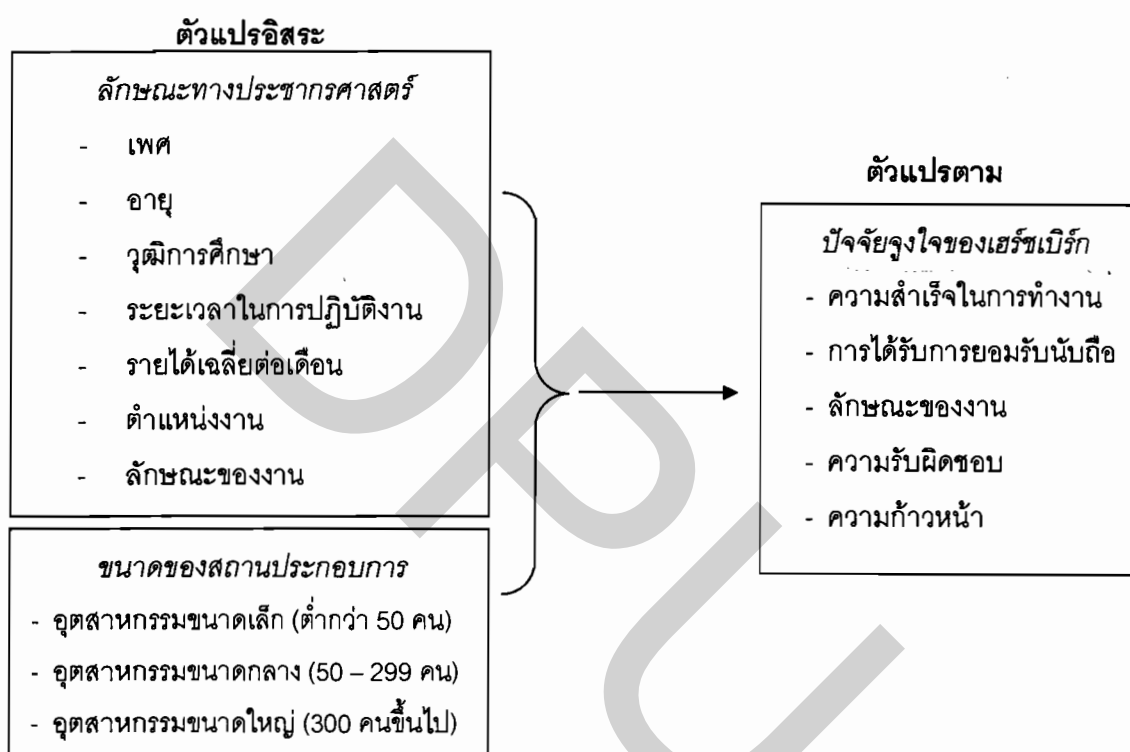 ตัวแปรอิสระ
ลักษณะทางประชากรศาสตร์
- เพศ
- อายุ
- วุฒิการศึกษา
- ระยะเวลาในการปฏิบัติงาน
- รายได้เฉลี่ยต่อเดือน
- ตำแหน่งงาน
- ลักษณะของงาน
ขนาดของสถานประกอบการ
- อุตสาหกรรมขนาดเล็ก (ต่ำกว่า 50 คน)
- อุตสาหกรรมขนาดกลาง (50 – 299 คน)
- อุตสาหกรรมขนาดใหญ่ (300 คนขึ้นไป)
ตัวแปรตาม
ปัจจัยจูงใจของเฮร์ซเบิร์ก
- ความสำเร็จในการทำงาน
- การได้รับการยอมรับนับถือ
- ลักษณะของงาน
- ความรับผิดชอบ
- ความก้าวหน้า
DPU